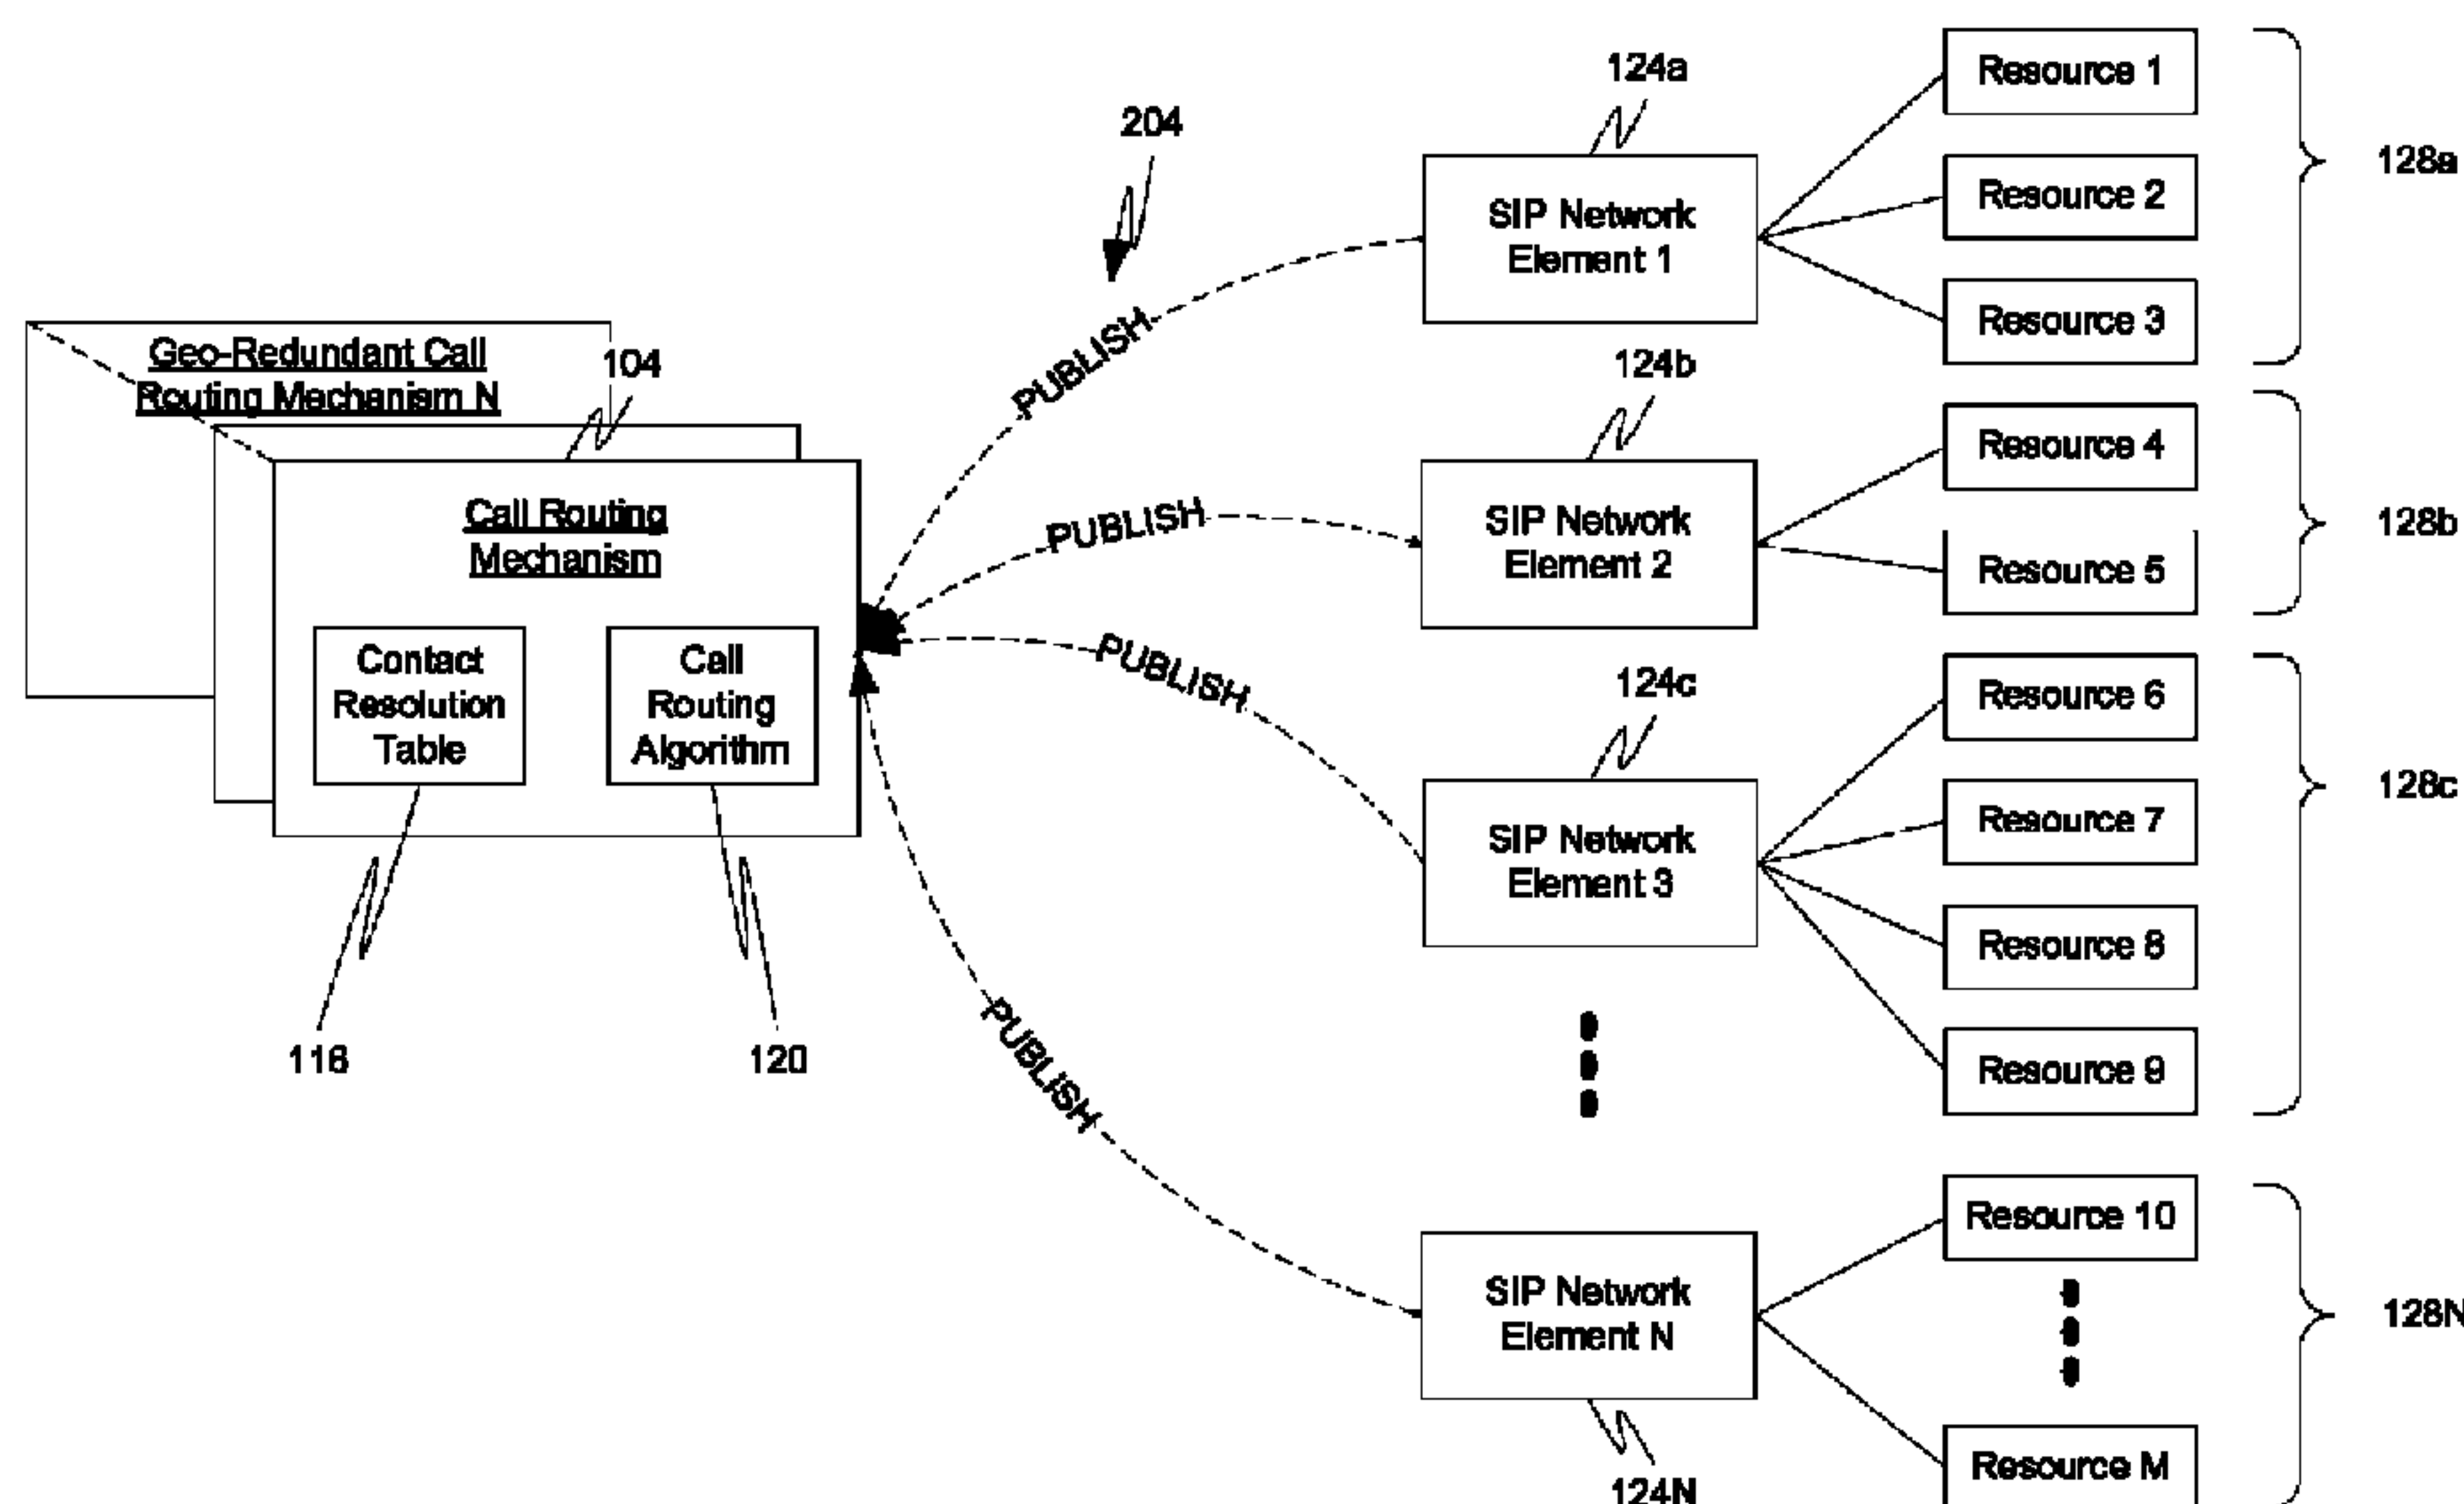 204
Geo-Redundant Call
Routing Mechanism N
104
Call Routing
Mechanism
Contact
Resolution
Table
Call
Routing
Algorithm
116
120
PUBLISH
PUBLISH
PUBLISH
PUBLISH
124a
SIP Network
Element 1
124b
SIP Network
Element 2
124c
SIP Network
Element 3
SIP Network
Element N
124N
Resource 1
Resource 2
Resource 3
128a
Resource 4
Resource 5
128b
Resource 6
Resource 7
Resource 8
Resource 9
128c
Resource 10
Resource M
128N